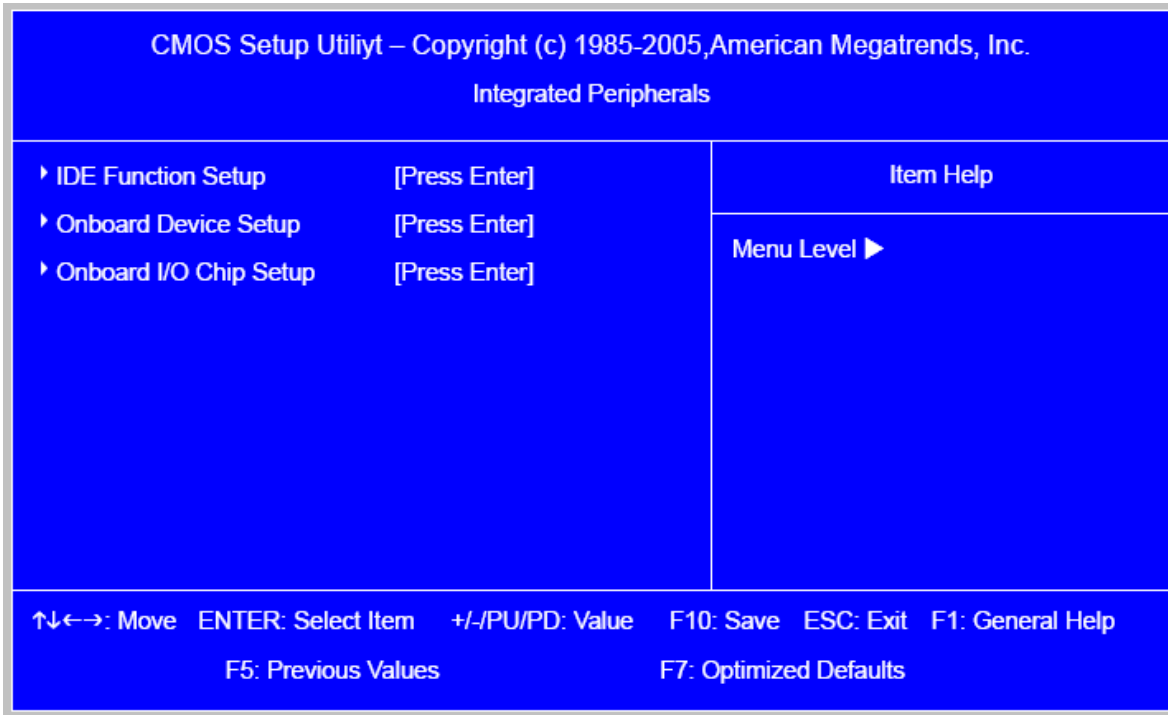 CMOS Setup Utiliyt – Copyright (c) 1985-2005,American Megatrends, Inc.
Integrated Peripherals
IDE Function Setup [Press Enter]
Onboard Device Setup [Press Enter]
Onboard I/O Chip Setup [Press Enter]
Item Help
Menu Level ▶
↑↓←→: Move ENTER: Select Item +/-/PU/PD: Value F10: Save ESC: Exit F1: General Help
F5: Previous Values F7: Optimized Defaults